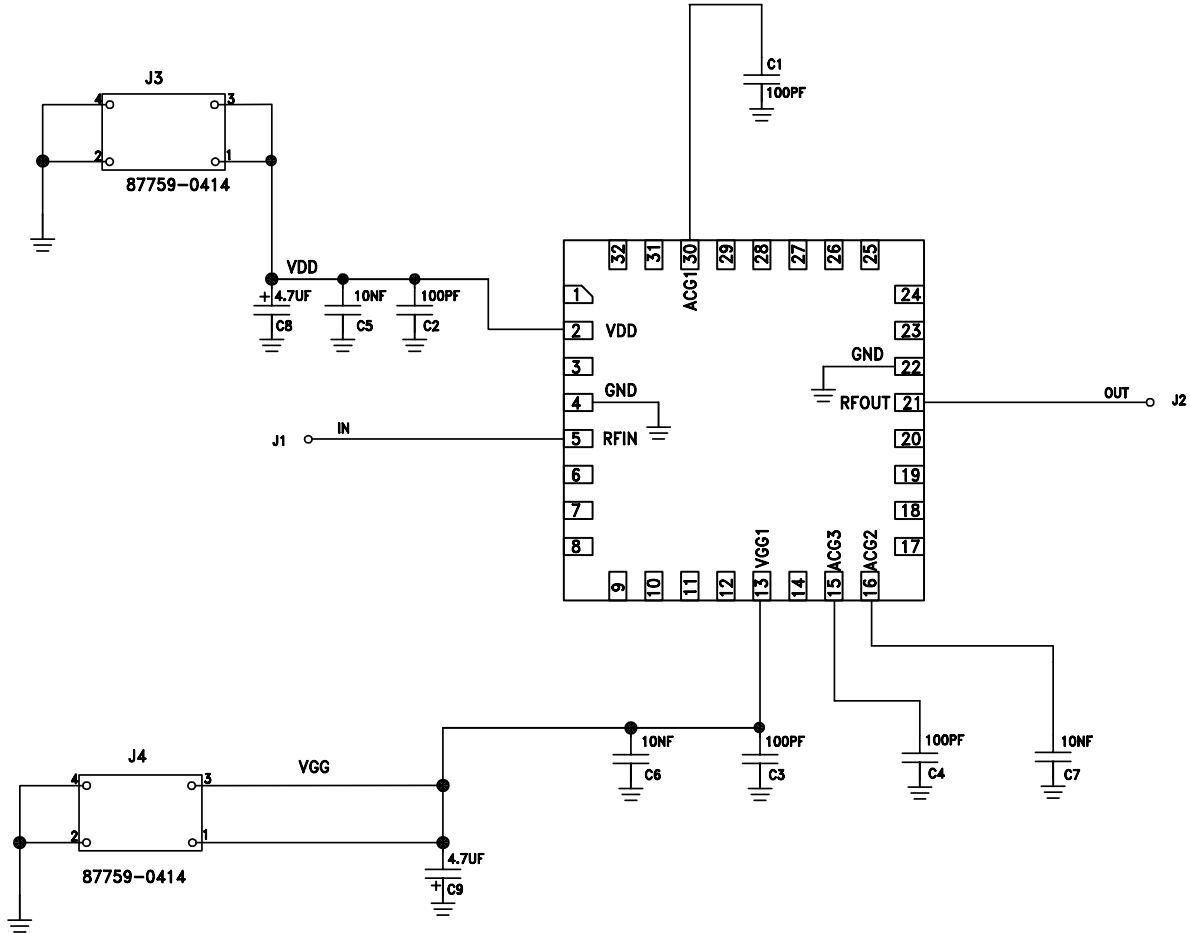 C1
100PF
J3
4
3
2
1
87759-0414
VDD
+ 4.7UF
C8
10NF
C5
100PF
C2
32
31
30
29
28
27
26
25
ACG1
1
2 VDD
3
4 GND
5 RFIN
6
7
8
24
23
GND 22
RFOUT 21
20
19
18
17
J1
IN
OUT
J2
VGG1
ACG3
ACG2
9
10
11
12
13
14
15
16
10NF
C6
100PF
C3
100PF
C4
10NF
C7
J4
4
3
2
1
87759-0414
VGG
4.7UF
+ C9